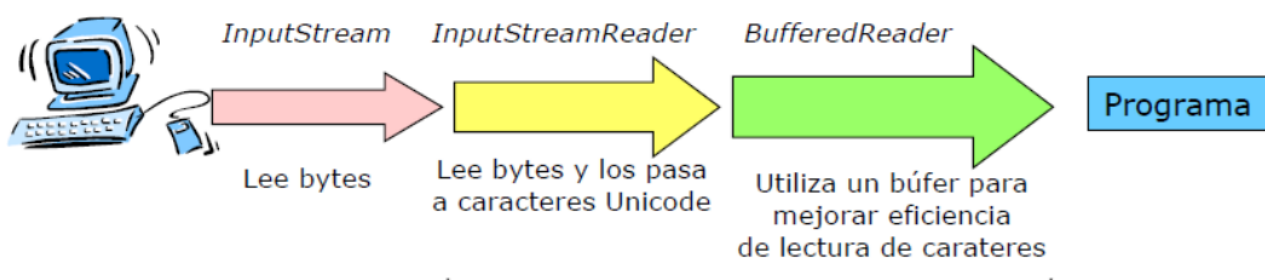 InputStream InputStreamReader BufferedReader
Programa
Lee bytes
Lee bytes y los pasa
a caracteres Unicode
Utiliza un búfer para
mejorar eficiencia
de lectura de carateres